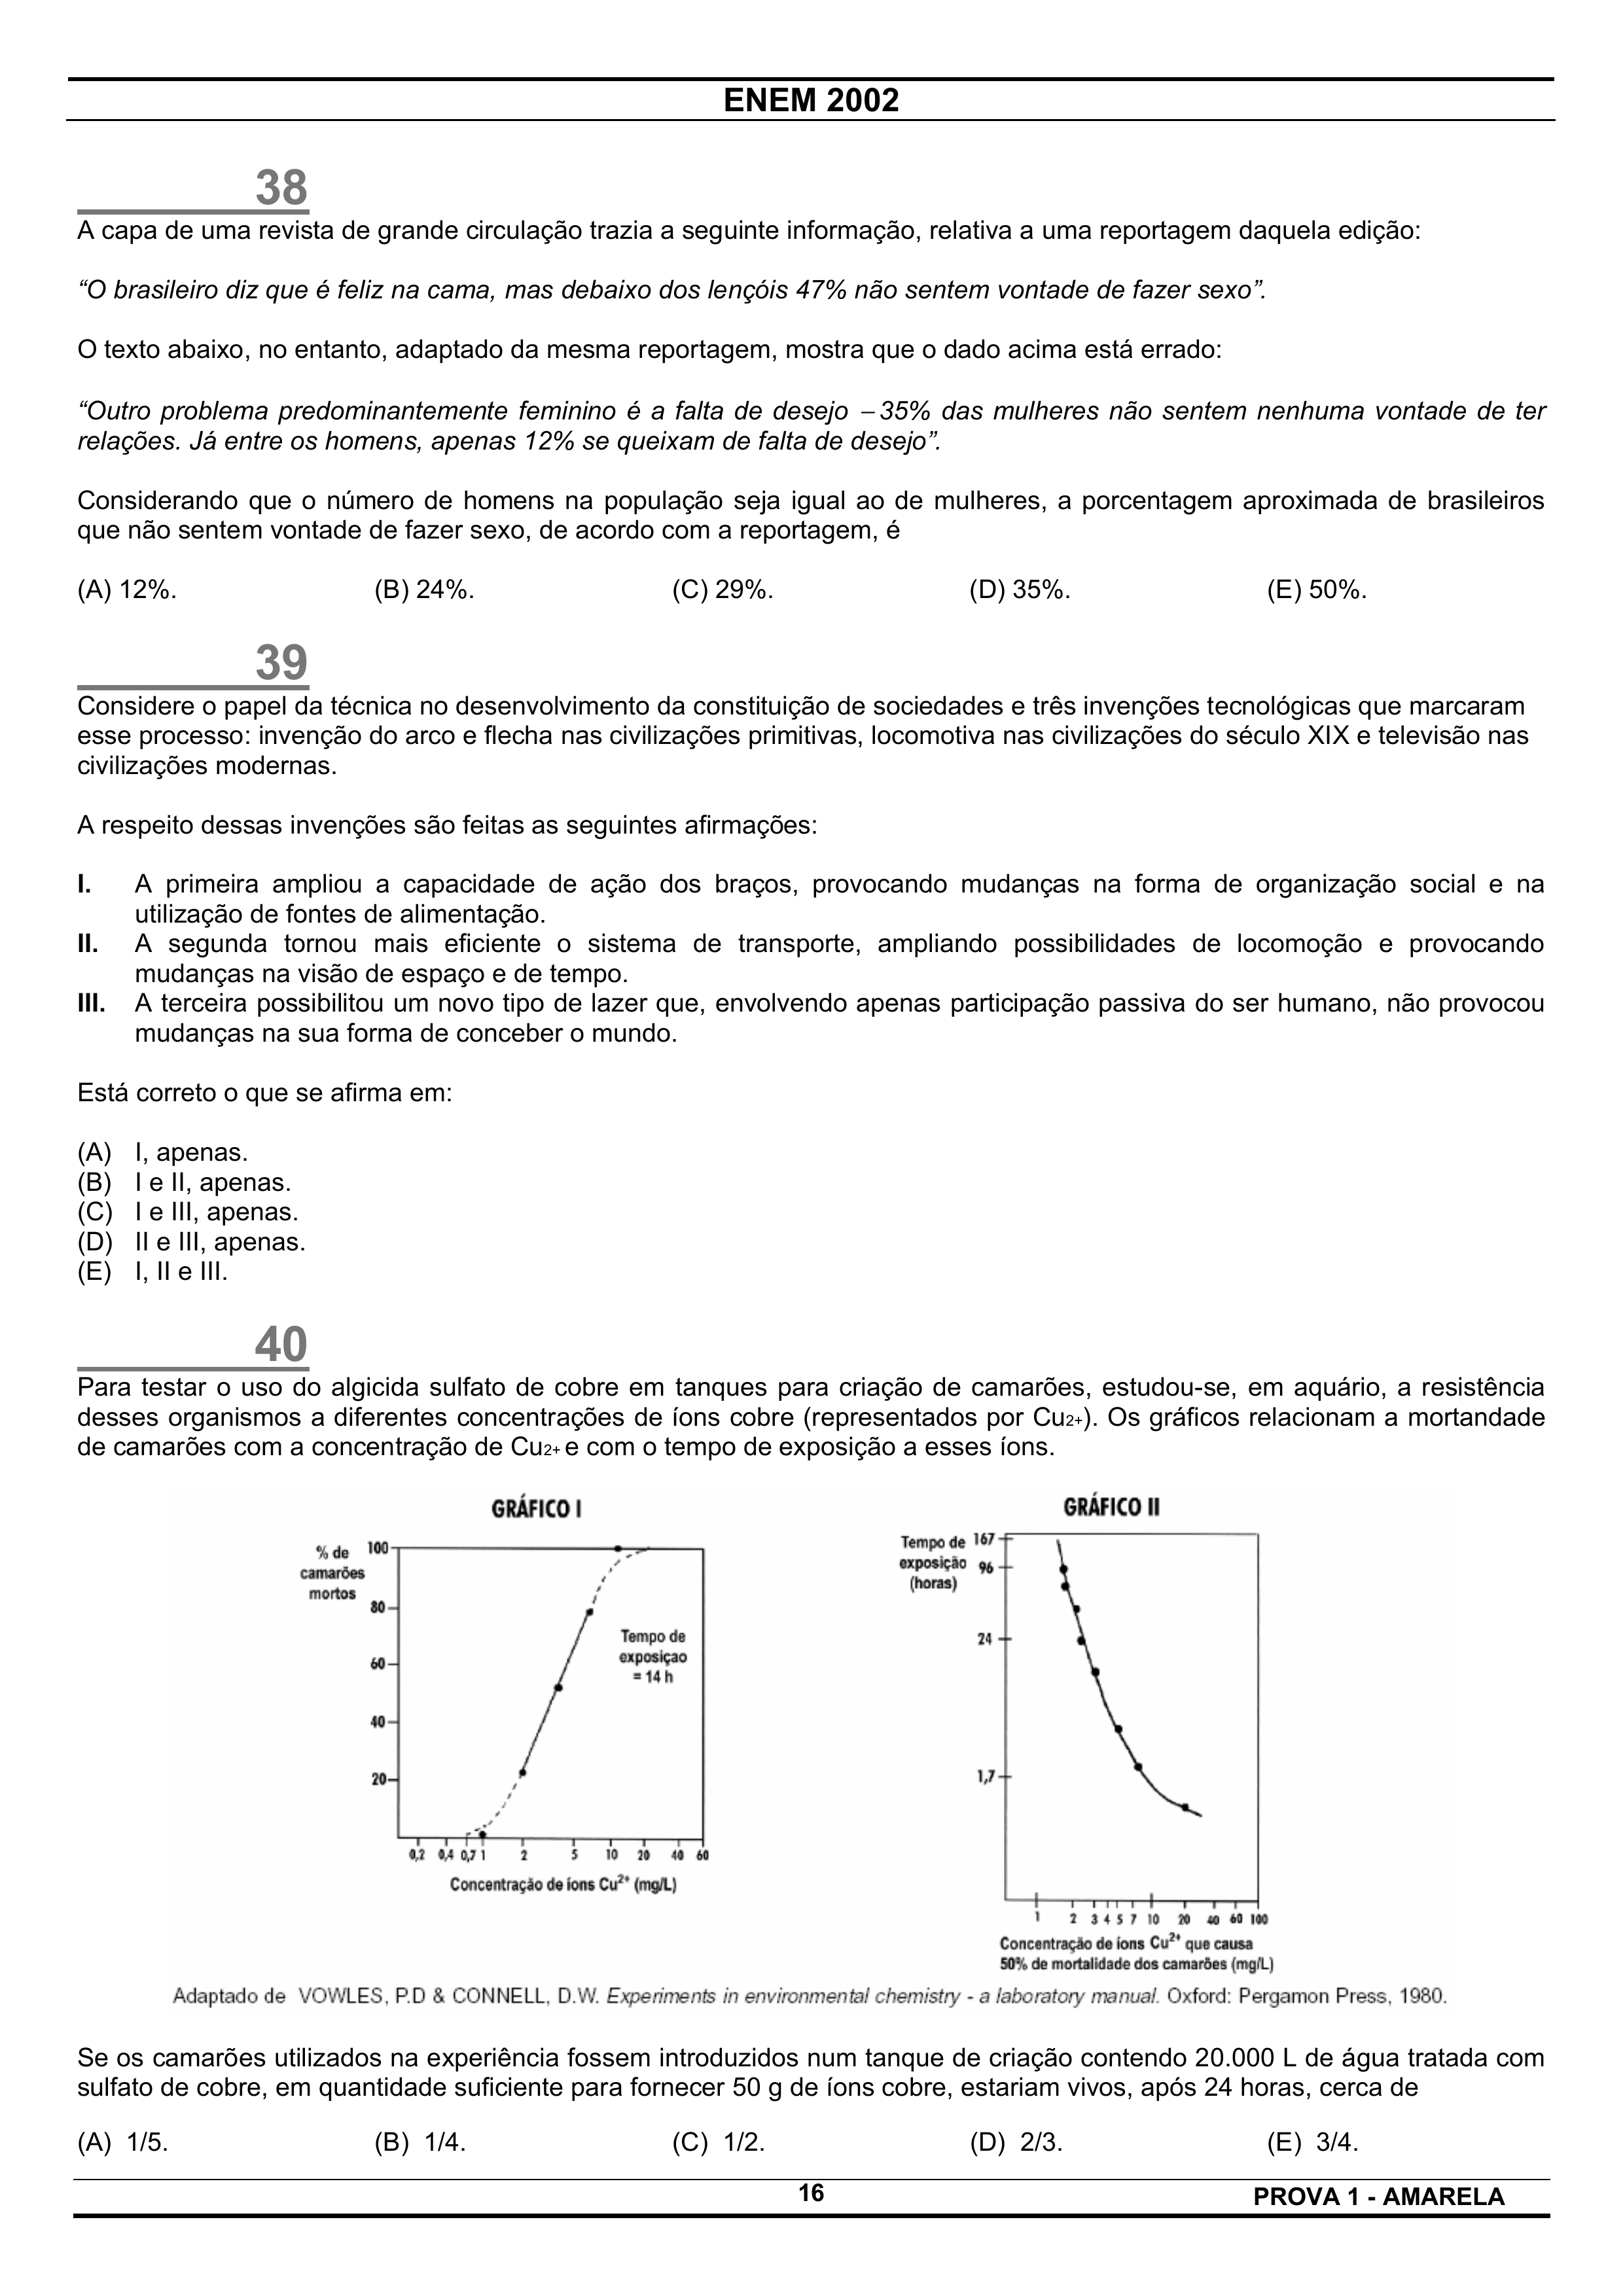 ENEM 2002
38
A capa de uma revista de grande circulação trazia a seguinte informação, relativa a uma reportagem daquela edição:
“O brasileiro diz que é feliz na cama, mas debaixo dos lençóis 47% não sentem vontade de fazer sexo”.
O texto abaixo, no entanto, adaptado da mesma reportagem, mostra que o dado acima está errado:
“Outro problema predominantemente feminino é a falta de desejo – 35% das mulheres não sentem nenhuma vontade de ter
relações. Já entre os homens, apenas 12% se queixam de falta de desejo”.
Considerando que o número de homens na população seja igual ao de mulheres, a porcentagem aproximada de brasileiros
que não sentem vontade de fazer sexo, de acordo com a reportagem, é
(A) 12%. (B) 24%. (C) 29%. (D) 35%. (E) 50%.
39
Considere o papel da técnica no desenvolvimento da constituição de sociedades e três invenções tecnológicas que marcaram
esse processo: invenção do arco e flecha nas civilizações primitivas, locomotiva nas civilizações do século XIX e televisão nas
civilizações modernas.
A respeito dessas invenções são feitas as seguintes afirmações:
I. A primeira ampliou a capacidade de ação dos braços, provocando mudanças na forma de organização social e na
utilização de fontes de alimentação.
II. A segunda tornou mais eficiente o sistema de transporte, ampliando possibilidades de locomoção e provocando
mudanças na visão de espaço e de tempo.
III. A terceira possibilitou um novo tipo de lazer que, envolvendo apenas participação passiva do ser humano, não provocou
mudanças na sua forma de conceber o mundo.
Está correto o que se afirma em:
(A) I, apenas.
(B) I e II, apenas.
(C) I e III, apenas.
(D) II e III, apenas.
(E) I, II e III.
40
Para testar o uso do algicida sulfato de cobre em tanques para criação de camarões, estudou-se, em aquário, a resistência
desses organismos a diferentes concentrações de íons cobre (representados por Cu2+). Os gráficos relacionam a mortandade
de camarões com a concentração de Cu2+ e com o tempo de exposição a esses íons.
GRÁFICO I
% de
camarões
mortos
100
80
60
40
20
Tempo de
exposiçao
= 14 h
0,2 0,4 0,7 1 2 5 10 20 40 60
Concentração de íons Cu2+ (mg/L)
GRÁFICO II
Tempo de
exposição
(horas)
167
96
24
1,7
1 2 3 4 5 7 10 20 40 60 100
Concentração de íons Cu2+ que causa
50% de mortalidade dos camarões (mg/L)
Adaptado de VOWLES, P.D & CONNELL, D.W. Experiments in environmental chemistry - a laboratory manual. Oxford: Pergamon Press, 1980.
Se os camarões utilizados na experiência fossem introduzidos num tanque de criação contendo 20.000 L de água tratada com
sulfato de cobre, em quantidade suficiente para fornecer 50 g de íons cobre, estariam vivos, após 24 horas, cerca de
(A) 1/5. (B) 1/4. (C) 1/2. (D) 2/3. (E) 3/4.
16
PROVA 1 - AMARELA